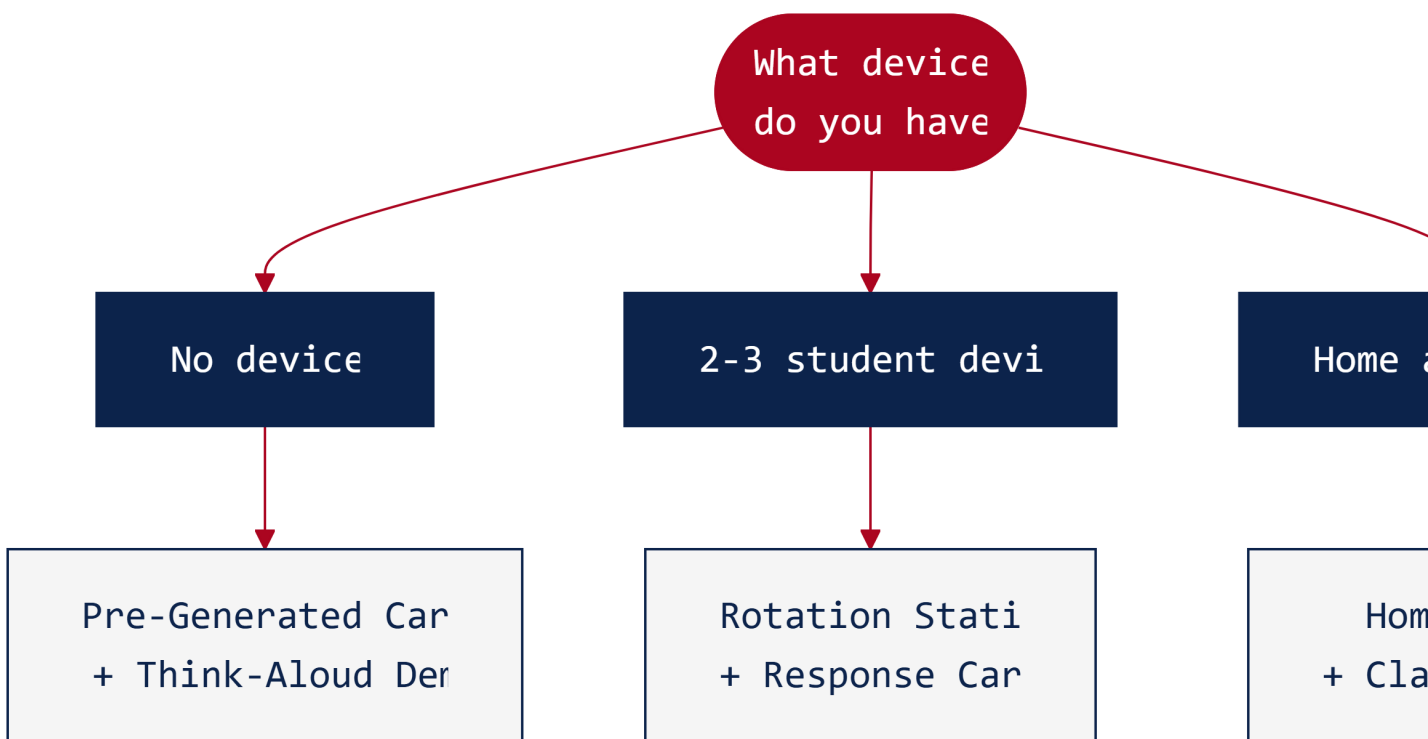 What device
do you have
No device
2-3 student devi
Home a
Pre-Generated Car
+ Think-Aloud Der
Rotation Stati
+ Response Car
Hom
+ Cla